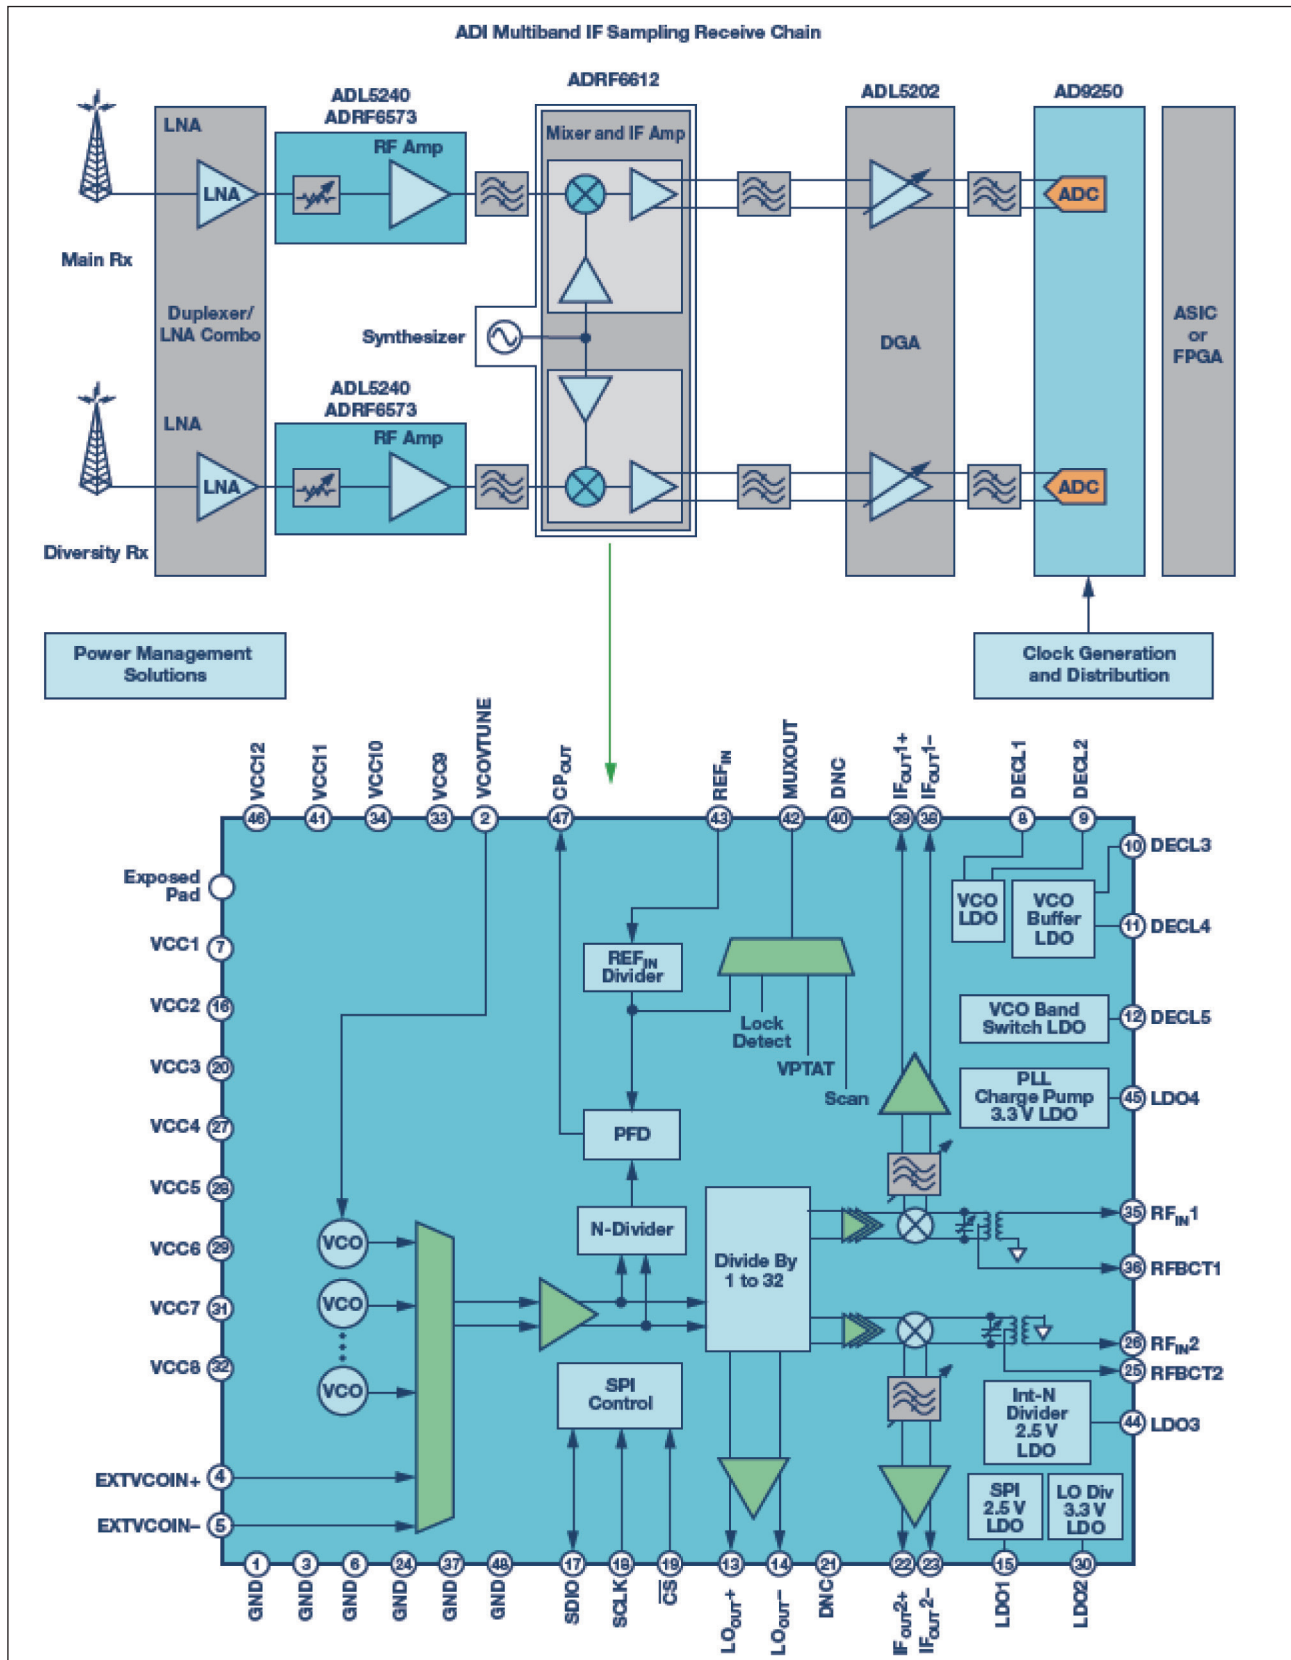 ADI Multiband IF Sampling Receive Chain
ADRF6612
ADL5240
ADRF6573
ADL5202
AD9250
LNA
RF Amp
Mixer and IF Amp
LNA
ADC
Main Rx
Duplexer/
LNA Combo
Synthesizer
DGA
ASIC
or
FPGA
ADL5240
ADRF6573
LNA
RF Amp
LNA
ADC
Diversity Rx
Power Management
Solutions
Clock Generation
and Distribution
VCC12
VCC11
VCC10
VCC9
VCOVTUNE
CPOUT
REFIN
MUXOUT
DNC
IFOUT1+
IFOUT1–
DECL1
DECL2
46
41
34
33
2
47
43
42
40
39
38
8
9
10 DECL3
Exposed
Pad
VCO
LDO
VCO
Buffer
LDO
11 DECL4
VCC1 7
REFIN
Divider
VCC2 16
Lock
Detect
VCO Band
Switch LDO
12 DECL5
VCC3 20
VPTAT
Scan
PLL
Charge Pump
3.3 V LDO
45 LDO4
VCC4 27
PFD
VCC5 28
N-Divider
35 RFIN1
VCC6 29
VCO
Divide By
1 to 32
36 RFBCT1
VCC7 31
VCO
26 RFIN2
VCC8 32
VCO
25 RFBCT2
SPI
Control
Int-N
Divider
2.5 V
LDO
44 LDO3
EXTVCOIN+ 4
SPI
2.5 V
LDO
LO Div
3.3 V
LDO
EXTVCOIN– 5
1
3
6
24
37
48
17
18
19
13
14
21
22
23
15
30
GND
GND
GND
GND
GND
GND
SDIO
SCLK
CS
LOOUT+
LOOUT–
DNC
IFOUT2+
IFOUT2–
LDO1
LDO2